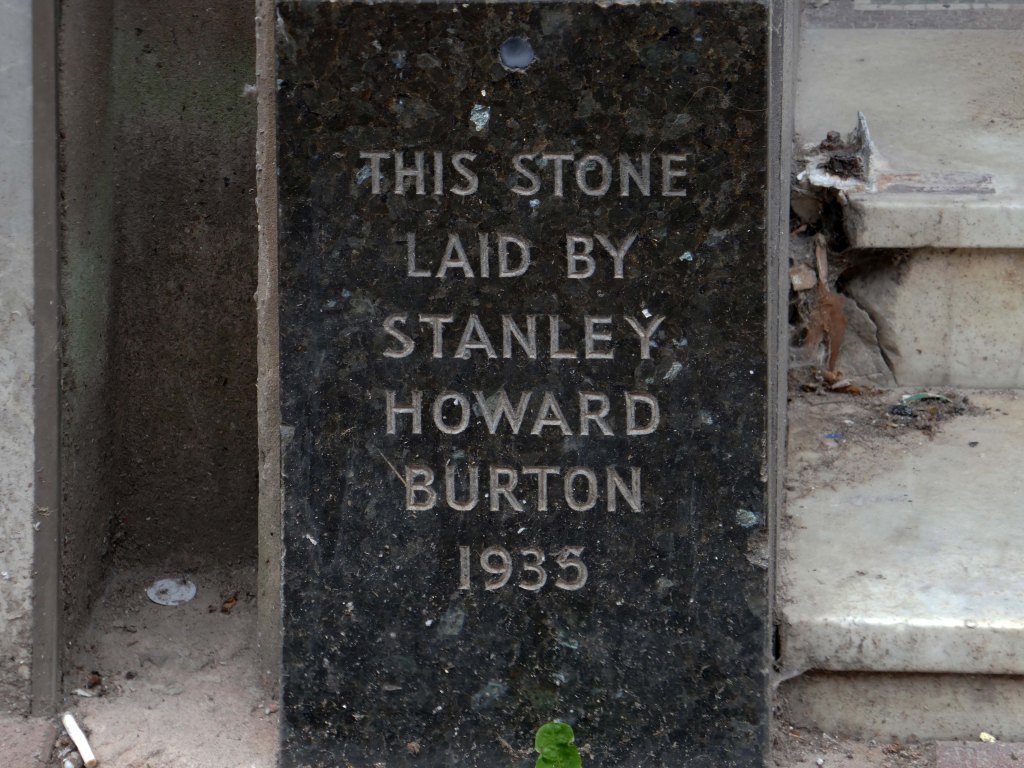 THIS STONE
LAID BY
STANLEY
HOWARD
BURTON
1935